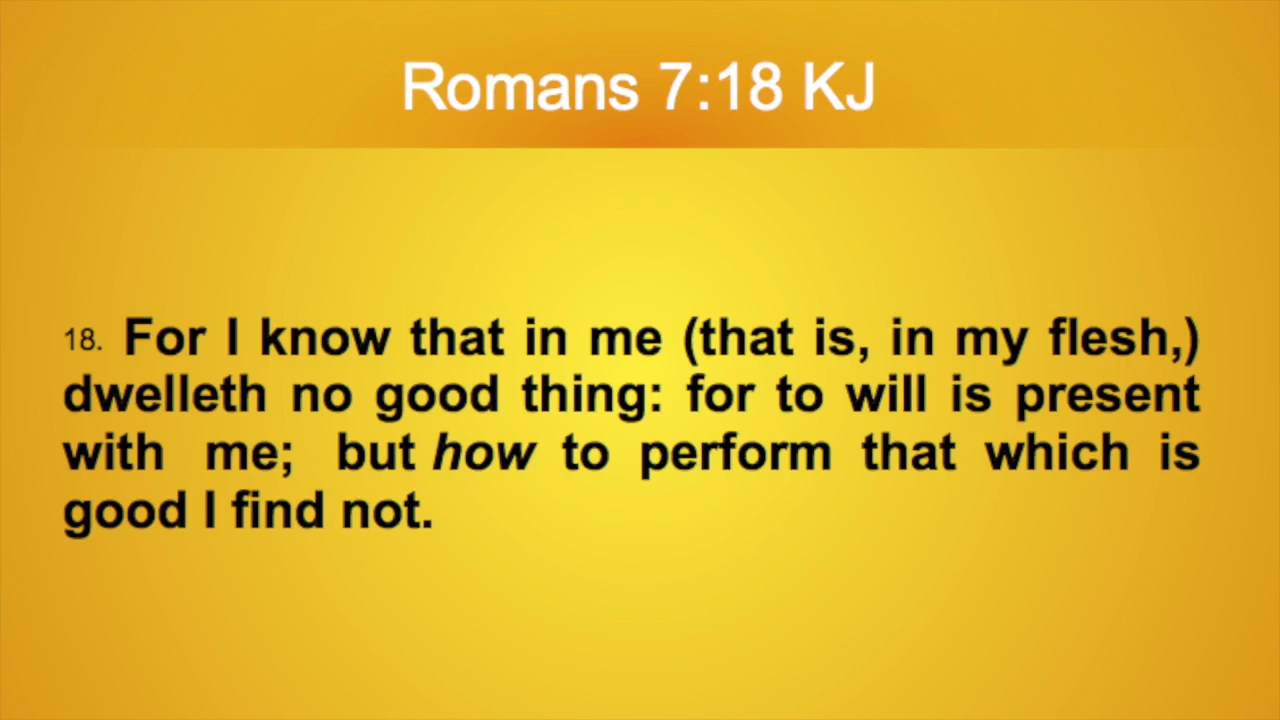 Romans 7:18 KJ
18. For I know that in me (that is, in my flesh,)
dwelleth no good thing: for to will is present
with me; but how to perform that which is
good I find not.